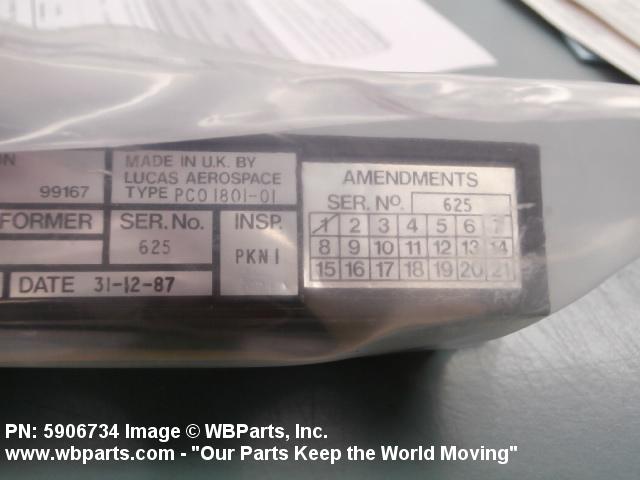 ON
99167
MADE IN U.K. BY
LUCAS AEROSPACE
TYPE PCO1801-01
FORMER
SER. No.
625
INSP.
PKN1
DATE 31-12-87
AMENDMENTS
SER. NO. 625
1 2 3 4 5 6 7
8 9 10 11 12 13 14
15 16 17 18 19 20 21
PN: 5906734 Image © WBParts, Inc.
www.wbparts.com - "Our Parts Keep the World Moving"